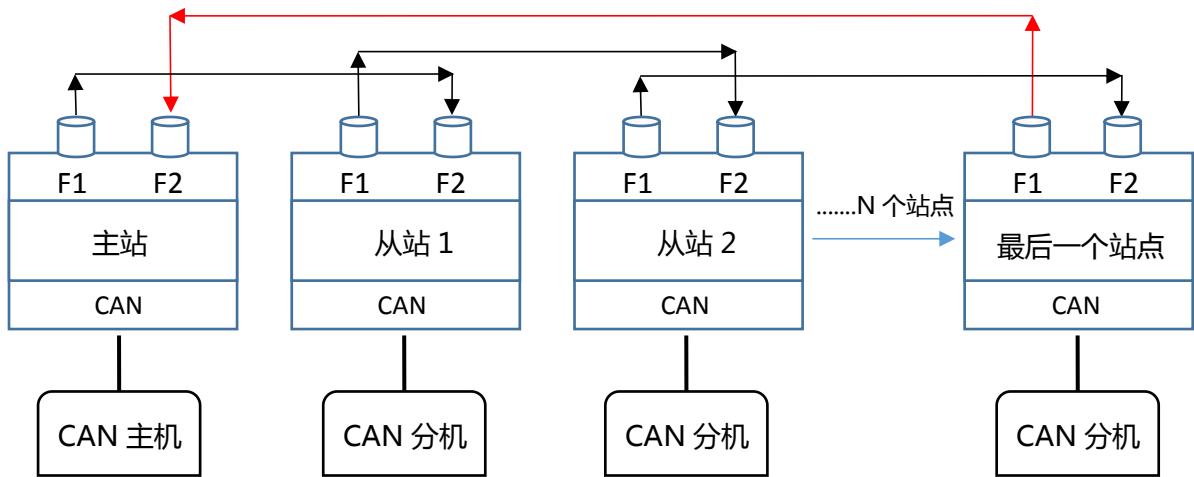 F1 F2 F1 F2 F1 F2 F1 F2
.......N 个站点
主站 从站 1 从站 2 最后一个站点
CAN CAN CAN CAN
CAN 主机 CAN 分机 CAN 分机 CAN 分机